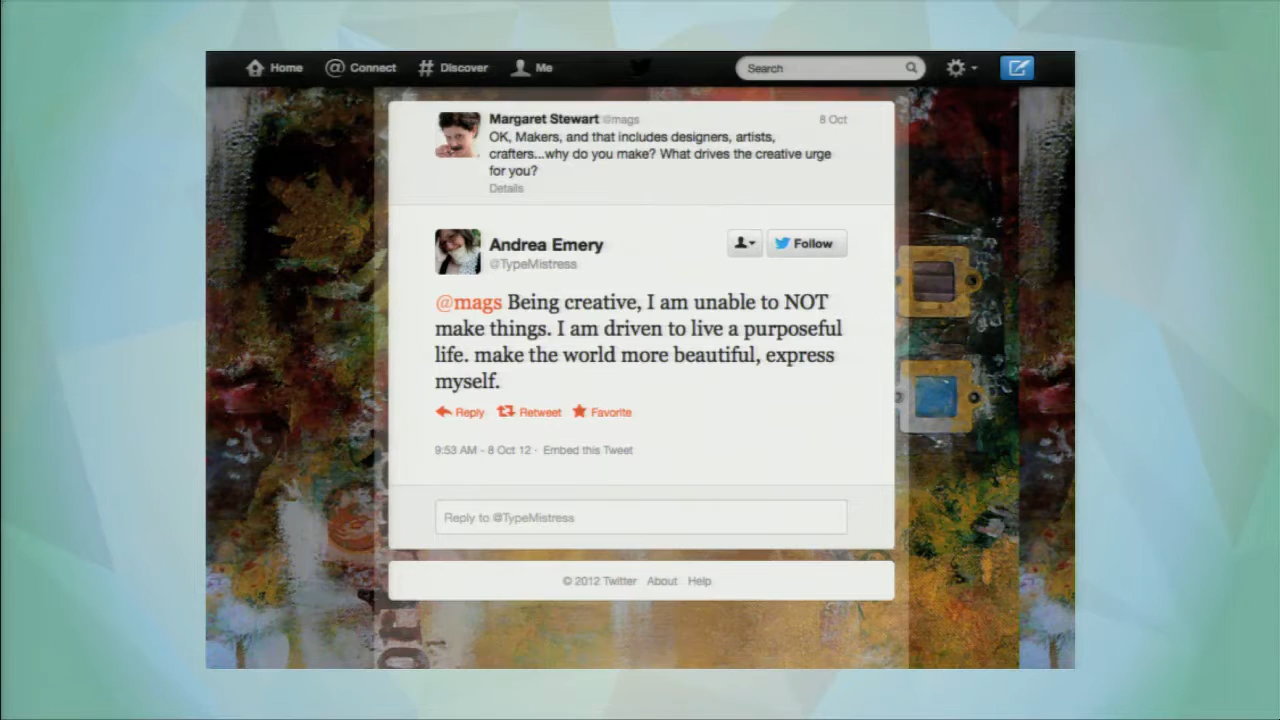 Home Connect Discover Me Search
Margaret Stewart @mags 8 Oct
OK, Makers, and that includes designers, artists,
crafters...why do you make? What drives the creative urge
for you?
Details
Andrea Emery Follow
@TypeMistress
@mags Being creative, I am unable to NOT
make things. I am driven to live a purposeful
life. make the world more beautiful, express
myself.
Reply Retweet Favorite
9:53 AM - 8 Oct 12 · Embed this Tweet
Reply to @TypeMistress
© 2012 Twitter About Help
or